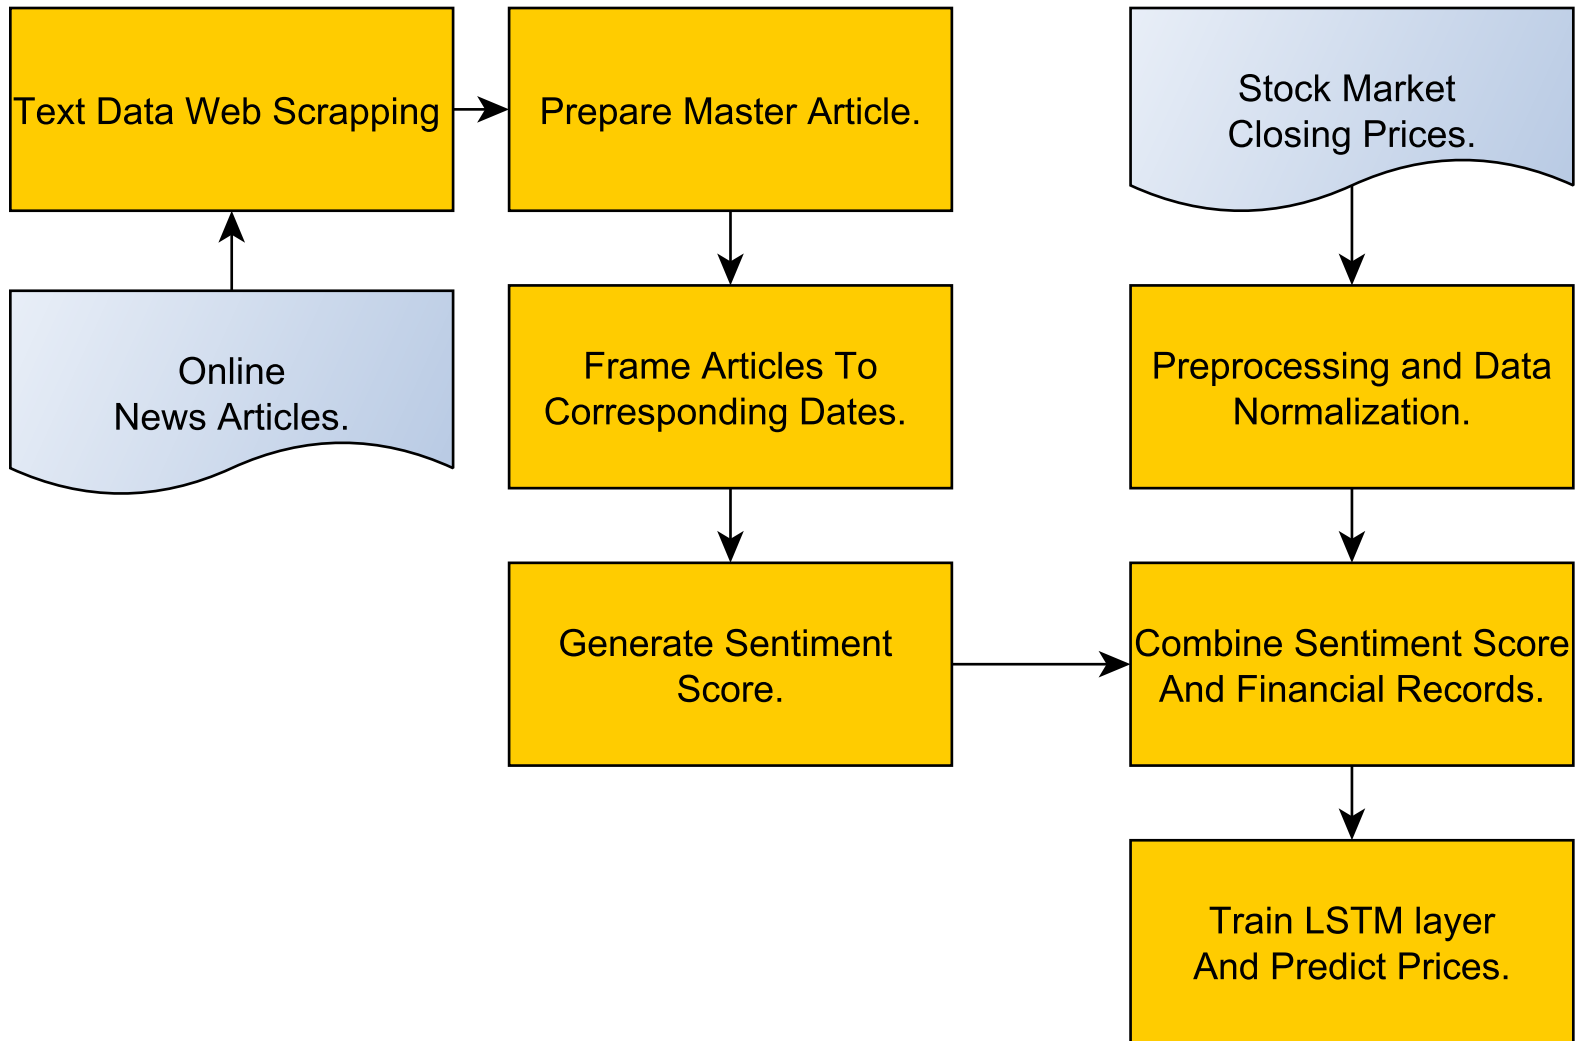 Text Data Web Scrapping
Prepare Master Article.
Stock Market
Closing Prices.
Online
News Articles.
Frame Articles To
Corresponding Dates.
Preprocessing and Data
Normalization.
Generate Sentiment
Score.
Combine Sentiment Score
And Financial Records.
Train LSTM layer
And Predict Prices.